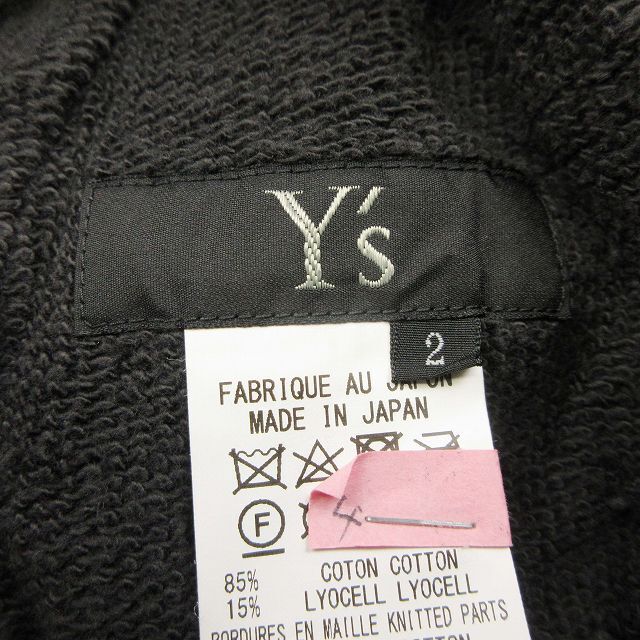 Y's
2
FABRIQUE AU JAPON
MADE IN JAPAN
F
4
85% COTON COTTON
15% LYOCELL LYOCELL
BORDURES EN MAILLE KNITTED PARTS